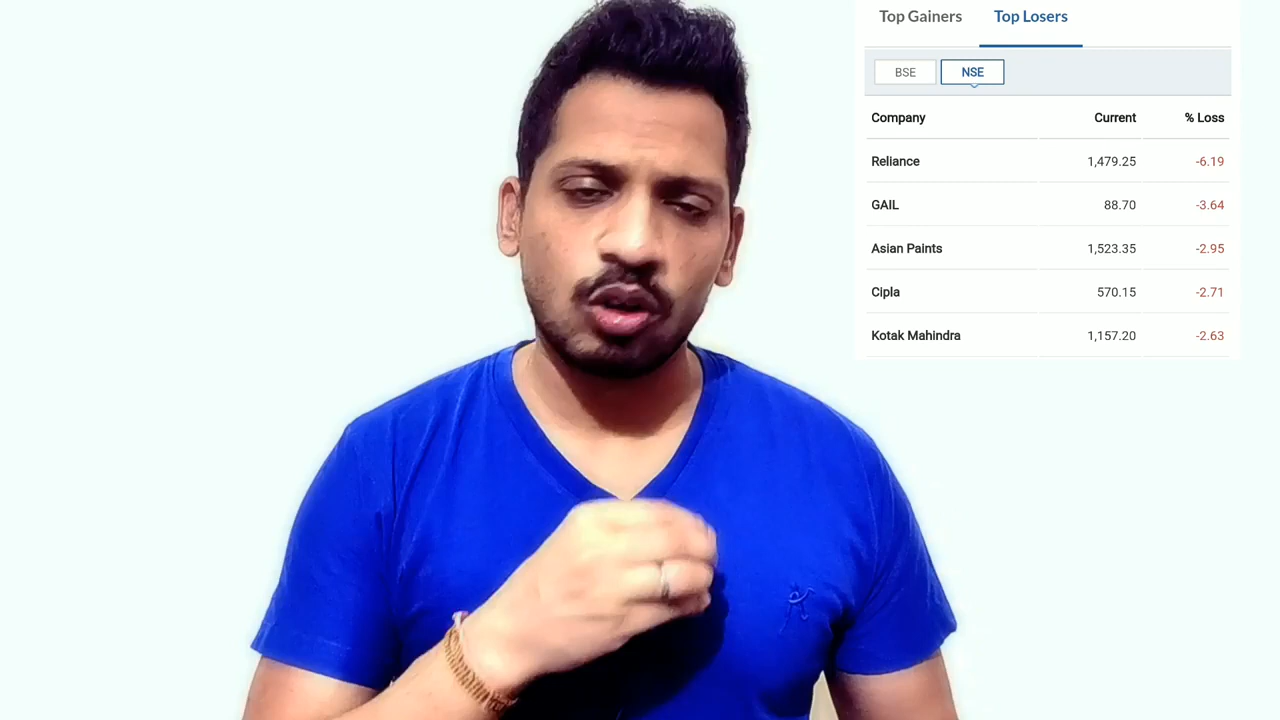 Top Gainers Top Losers
BSE NSE
Company Current % Loss
Reliance 1,479.25 -6.19
GAIL 88.70 -3.64
Asian Paints 1,523.35 -2.95
Cipla 570.15 -2.71
Kotak Mahindra 1,157.20 -2.63